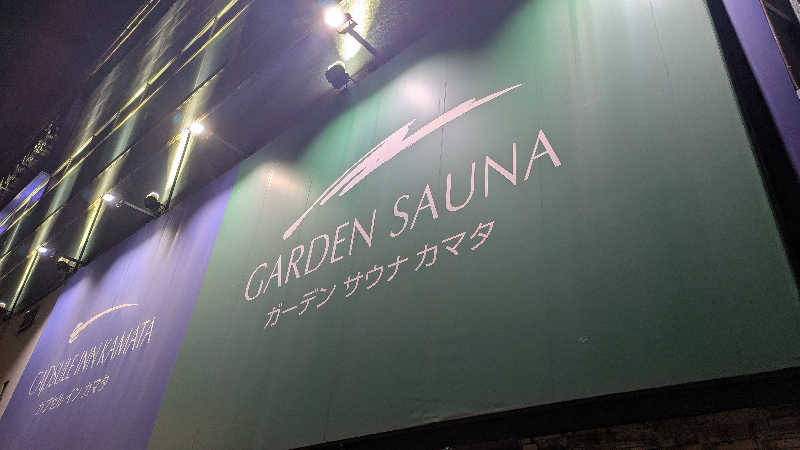 GARDEN SAUNA
ガーデン サウナ カマタ
CAPSULE INN KAMATA
カプセル イン カマタ